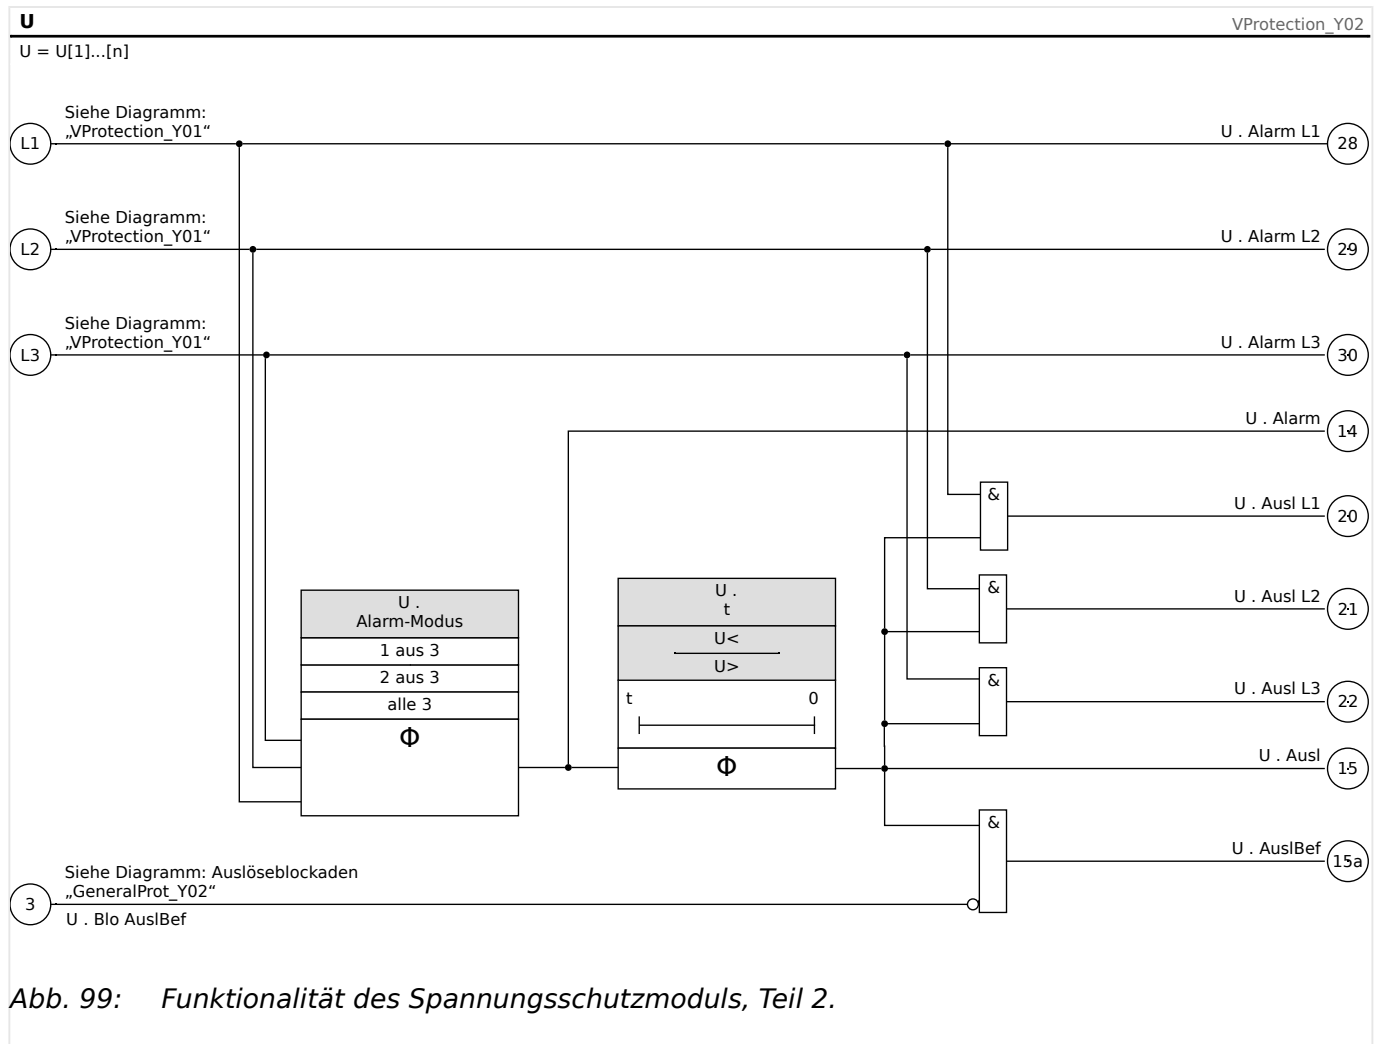 U
VProtection_Y02
U = U[1]...[n]
Siehe Diagramm:
„VProtection_Y01“
L1
U . Alarm L1
28
Siehe Diagramm:
„VProtection_Y01“
L2
U . Alarm L2
29
Siehe Diagramm:
„VProtection_Y01“
L3
U . Alarm L3
30
U . Alarm
14
&
U . Ausl L1
20
&
U . Ausl L2
21
&
U . Ausl L3
22
U .
Alarm-Modus
1 aus 3
2 aus 3
alle 3
Φ
U .
t
U<
U>
t 0
Φ
U . Ausl
15
&
U . AuslBef
15a
Siehe Diagramm: Auslöseblockaden
„GeneralProt_Y02“
3
U . Blo AuslBef
Abb. 99: Funktionalität des Spannungsschutzmoduls, Teil 2.